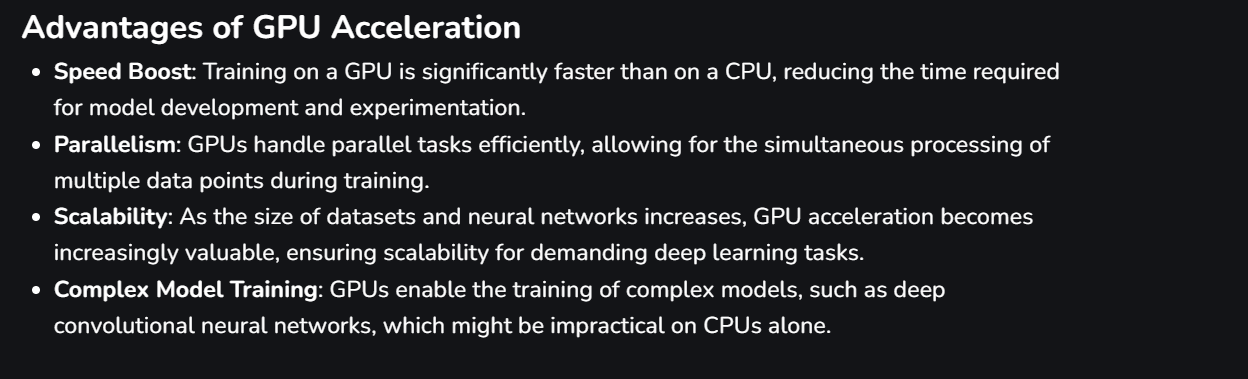 Advantages of GPU Acceleration
• Speed Boost: Training on a GPU is significantly faster than on a CPU, reducing the time required
for model development and experimentation.
• Parallelism: GPUs handle parallel tasks efficiently, allowing for the simultaneous processing of
multiple data points during training.
• Scalability: As the size of datasets and neural networks increases, GPU acceleration becomes
increasingly valuable, ensuring scalability for demanding deep learning tasks.
• Complex Model Training: GPUs enable the training of complex models, such as deep
convolutional neural networks, which might be impractical on CPUs alone.